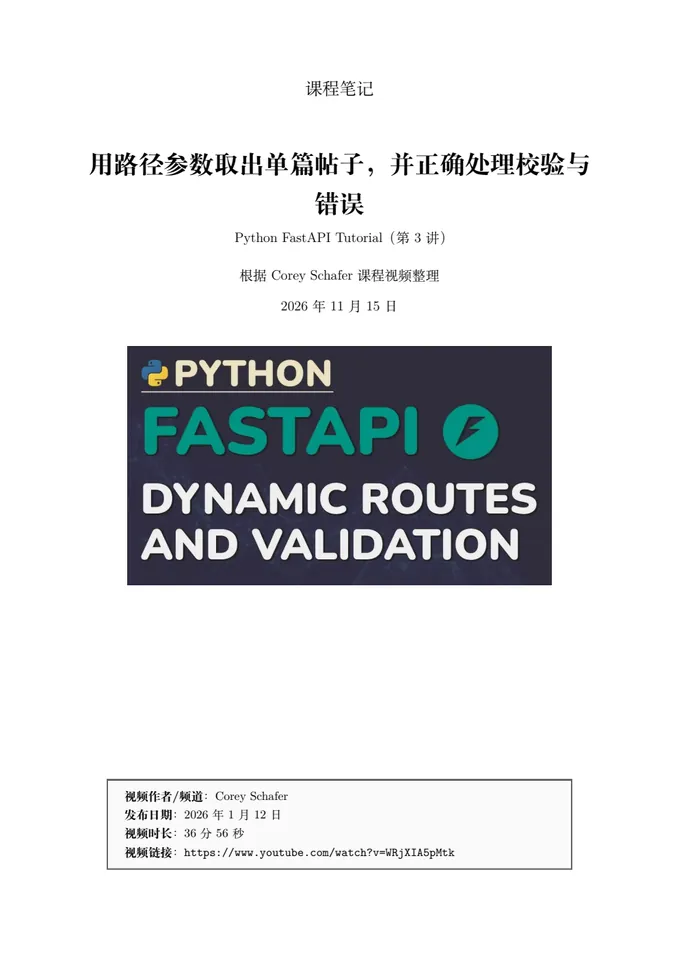 课程笔记
用路径参数取出单篇帖子，并正确处理校验与
错误
Python FastAPI Tutorial（第 3 讲）
根据 Corey Schafer 课程视频整理
2026 年 11 月 15 日
PYTHON
FASTAPI
DYNAMIC ROUTES
AND VALIDATION
视频作者/频道：Corey Schafer
发布日期：2026 年 1 月 12 日
视频时长：36 分 56 秒
视频链接：https://www.youtube.com/watch?v=WRjXIA5pMtk